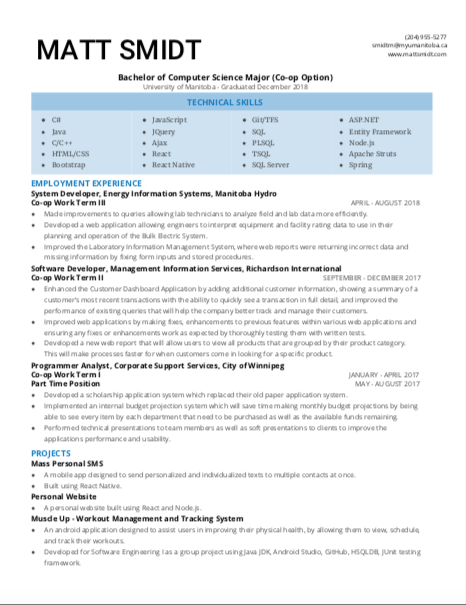 MATT SMIDT
(204) 955-5277
smidtm@myumanitoba.ca
www.mattsmidt.com
Bachelor of Computer Science Major (Co-op Option)
University of Manitoba - Graduated December 2018
TECHNICAL SKILLS
C#
Java
C/C++
HTML/CSS
Bootstrap
JavaScript
JQuery
Ajax
React
React Native
Git/TFS
SQL
PLSQL
TSQL
SQL Server
ASP.NET
Entity Framework
Node.js
Apache Struts
Spring
EMPLOYMENT EXPERIENCE
System Developer, Energy Information Systems, Manitoba Hydro
Co-op Work Term III APRIL - AUGUST 2018
Made improvements to queries allowing lab technicians to analyze field and lab data more efficiently.
Developed a web application allowing engineers to interpret equipment and facility rating data to use in their
planning and operation of the Bulk Electric System.
Improved the Laboratory Information Management System, where web reports were returning incorrect data and
missing information by fixing form inputs and stored procedures.
Software Developer, Management Information Services, Richardson International
Co-op Work Term II SEPTEMBER - DECEMBER 2017
Enhanced the Customer Dashboard Application by adding additional customer information, showing a summary of a
customer's most recent transactions with the ability to quickly see a transaction in full detail, and improved the
performance of existing queries that will help the company better track and manage their customers.
Improved web applications by making fixes, enhancements to previous features within various web applications and
ensuring any fixes or enhancements work as expected by thoroughly testing them with written tests.
Developed a new web report that will allow users to view all products that are grouped by their product category.
This will make processes faster for when customers come in looking for a specific product.
Programmer Analyst, Corporate Support Services, City of Winnipeg
Co-op Work Term I JANUARY - APRIL 2017
Part Time Position MAY - AUGUST 2017
Developed a scholarship application system which replaced their old paper application system.
Implemented an internal budget projection system which will save time making monthly budget projections by being
able to see every item by each department that need to be purchased as well as the available funds remaining.
Performed technical presentations to team members as well as soft presentations to clients to improve the
applications performance and usability.
PROJECTS
Mass Personal SMS
A mobile app designed to send personalized and individualized texts to multiple contacts at once.
Built using React Native.
Personal Website
A personal website built using React and Node.js.
Muscle Up - Workout Management and Tracking System
An android application designed to assist users in improving their physical health, by allowing them to view, schedule,
and track their workouts.
Developed for Software Engineering I as a group project using Java JDK, Android Studio, GitHub, HSQLDB, JUnit testing
framework.